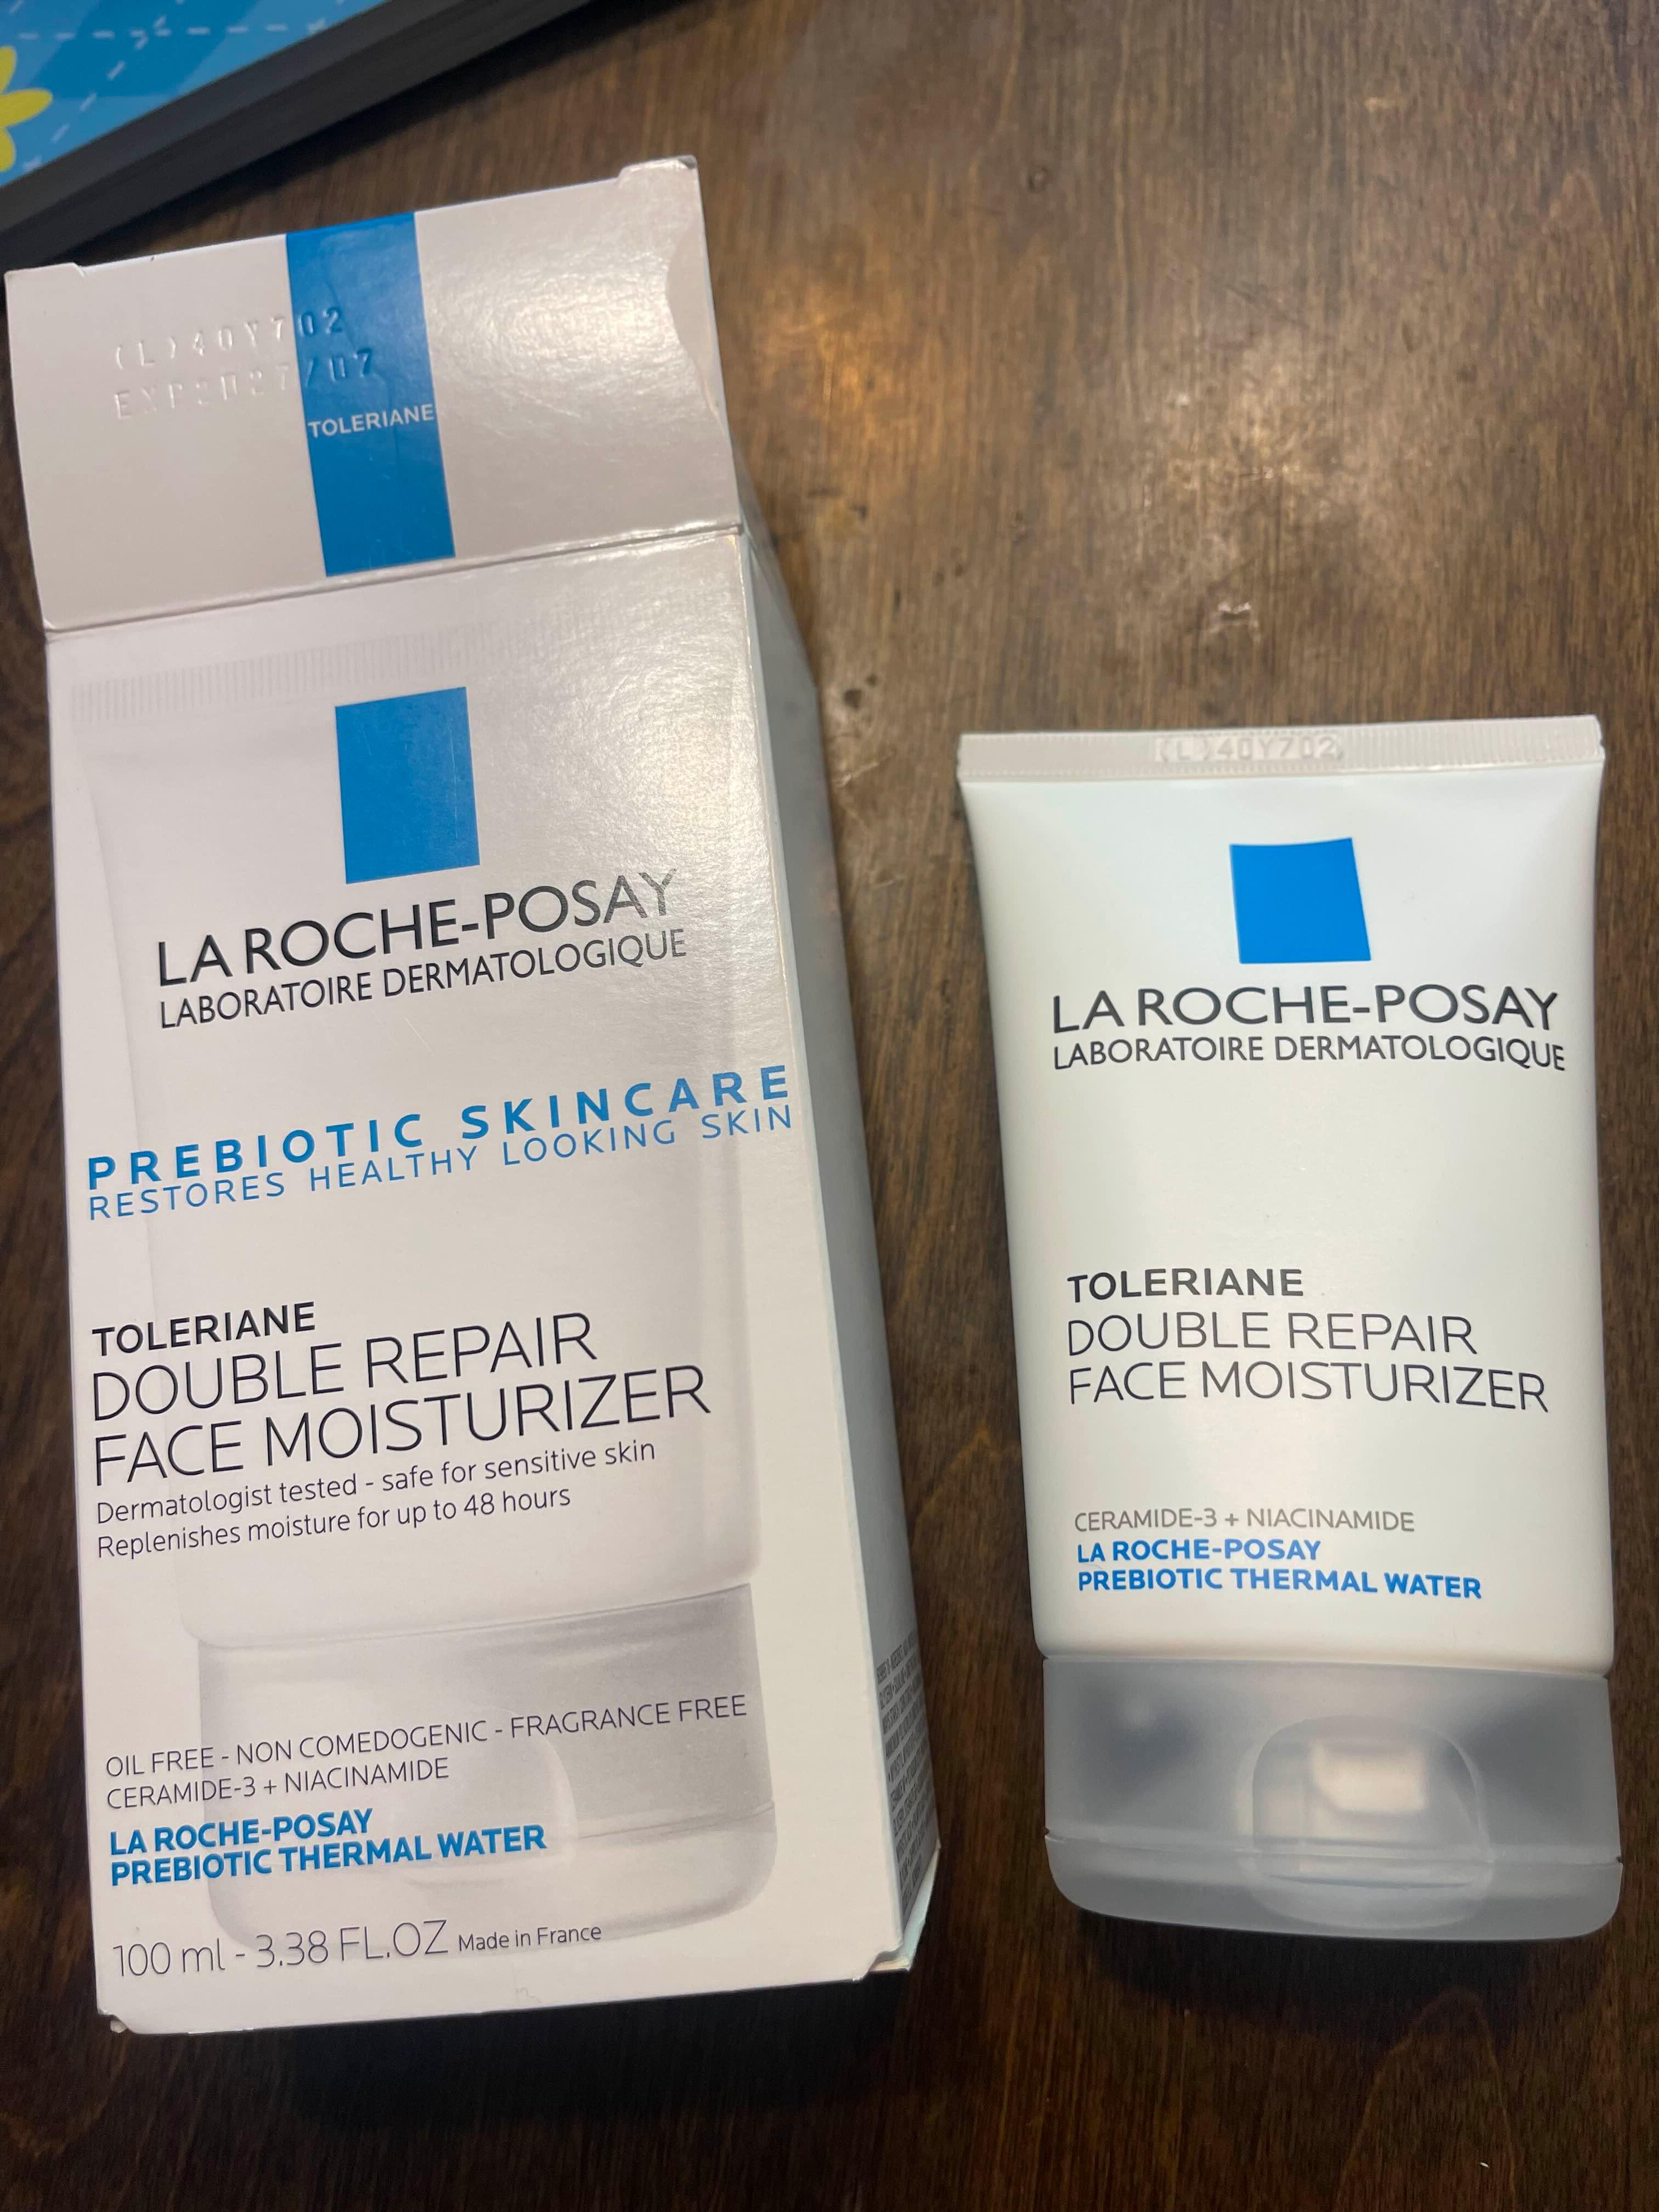 (L)40Y702
EXP2027/07
TOLERIANE
LA ROCHE-POSAY
LABORATOIRE DERMATOLOGIQUE
PREBIOTIC SKINCARE
RESTORES HEALTHY LOOKING SKIN
TOLERIANE
DOUBLE REPAIR
FACE MOISTURIZER
Dermatologist tested - safe for sensitive skin
Replenishes moisture for up to 48 hours
OIL FREE - NON COMEDOGENIC - FRAGRANCE FREE
CERAMIDE-3 + NIACINAMIDE
LA ROCHE-POSAY
PREBIOTIC THERMAL WATER
100 ml - 3.38 FL.OZ Made in France
(L)40Y702
LA ROCHE-POSAY
LABORATOIRE DERMATOLOGIQUE
TOLERIANE
DOUBLE REPAIR
FACE MOISTURIZER
CERAMIDE-3 + NIACINAMIDE
LA ROCHE-POSAY
PREBIOTIC THERMAL WATER